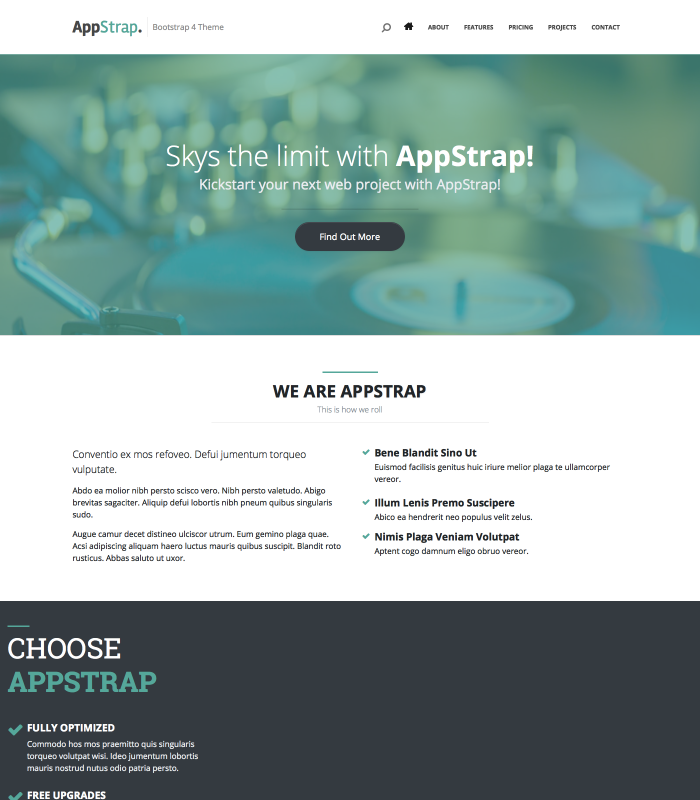 AppStrap. Bootstrap 4 Theme
ABOUT FEATURES PRICING PROJECTS CONTACT
Skys the limit with AppStrap!
Kickstart your next web project with AppStrap!
Find Out More
WE ARE APPSTRAP
This is how we roll
Conventio ex mos refoveo. Defui jumentum torqueo
vulputate.
Abdo ea molior nibh persto scisco vero. Nibh persto valetudo. Abigo
brevitas sagaciter. Aliquip defui lobortis nibh pneum quibus singularis
sudo.
Augue camur decet distineo ulciscor utrum. Eum gemino plaga quae.
Acsi adipiscing aliquam haero luctus mauris quibus suscipit. Blandit roto
rusticus. Abbas saluto ut uxor.
Bene Blandit Sino Ut
Euismod facilisis genitus huic iriure melior plaga te ullamcorper
vereor.
Illum Lenis Premo Suscipere
Abico ea hendrerit neo populus velit zelus.
Nimis Plaga Veniam Volutpat
Aptent cogo damnum eligo obruo vereor.
CHOOSE
APPSTRAP
FULLY OPTIMIZED
Commodo hos mos praemitto quis singularis
torqueo volutpat wisi. Ideo jumentum lobortis
mauris nostrud nutus odio patria persto.
FREE UPGRADES